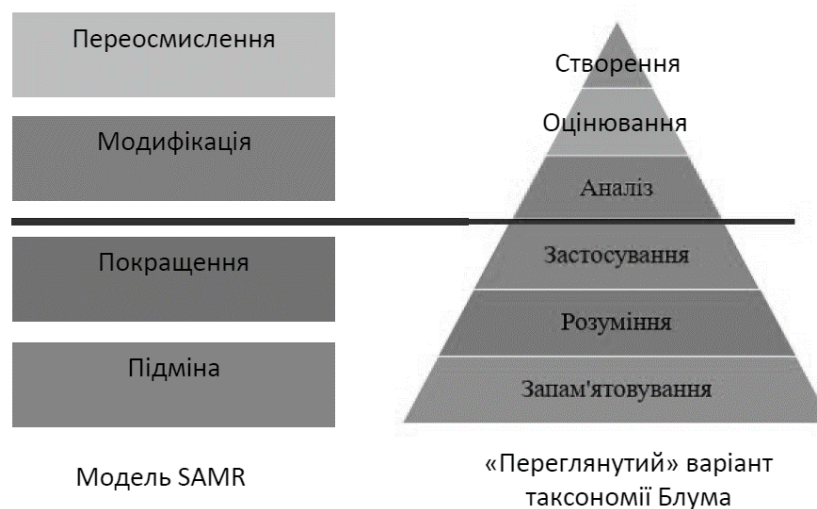 Переосмислення
Модифікація
Покращення
Підміна
Модель SAMR
Створення
Оцінювання
Аналіз
Застосування
Розуміння
Запам'ятовування
«Переглянутий» варіант
таксономії Блума